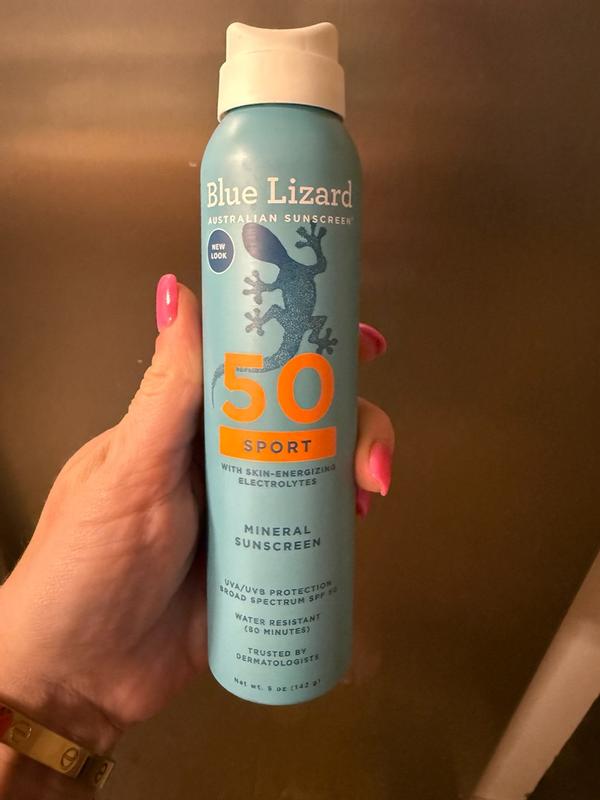 Blue Lizard
AUSTRALIAN SUNSCREEN®
NEW
LOOK
50
SPORT
WITH SKIN-ENERGIZING
ELECTROLYTES
MINERAL
SUNSCREEN
UVA/UVB PROTECTION
BROAD SPECTRUM SPF 50
WATER RESISTANT
(80 MINUTES)
TRUSTED BY
DERMATOLOGISTS
Net wt. 5 oz (142 g)